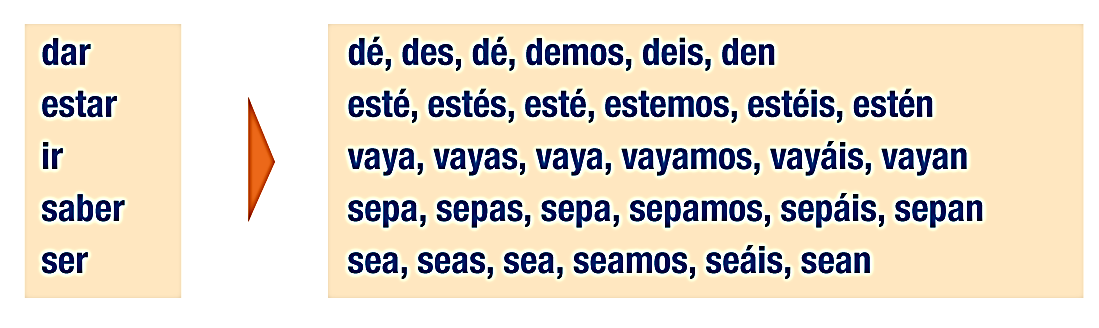 dar
estar
ir
saber
ser
dé, des, dé, demos, deis, den
esté, estés, esté, estemos, estéis, estén
vaya, vayas, vaya, vayamos, vayáis, vayan
sepa, sepas, sepa, sepamos, sepáis, sepan
sea, seas, sea, seamos, seáis, sean